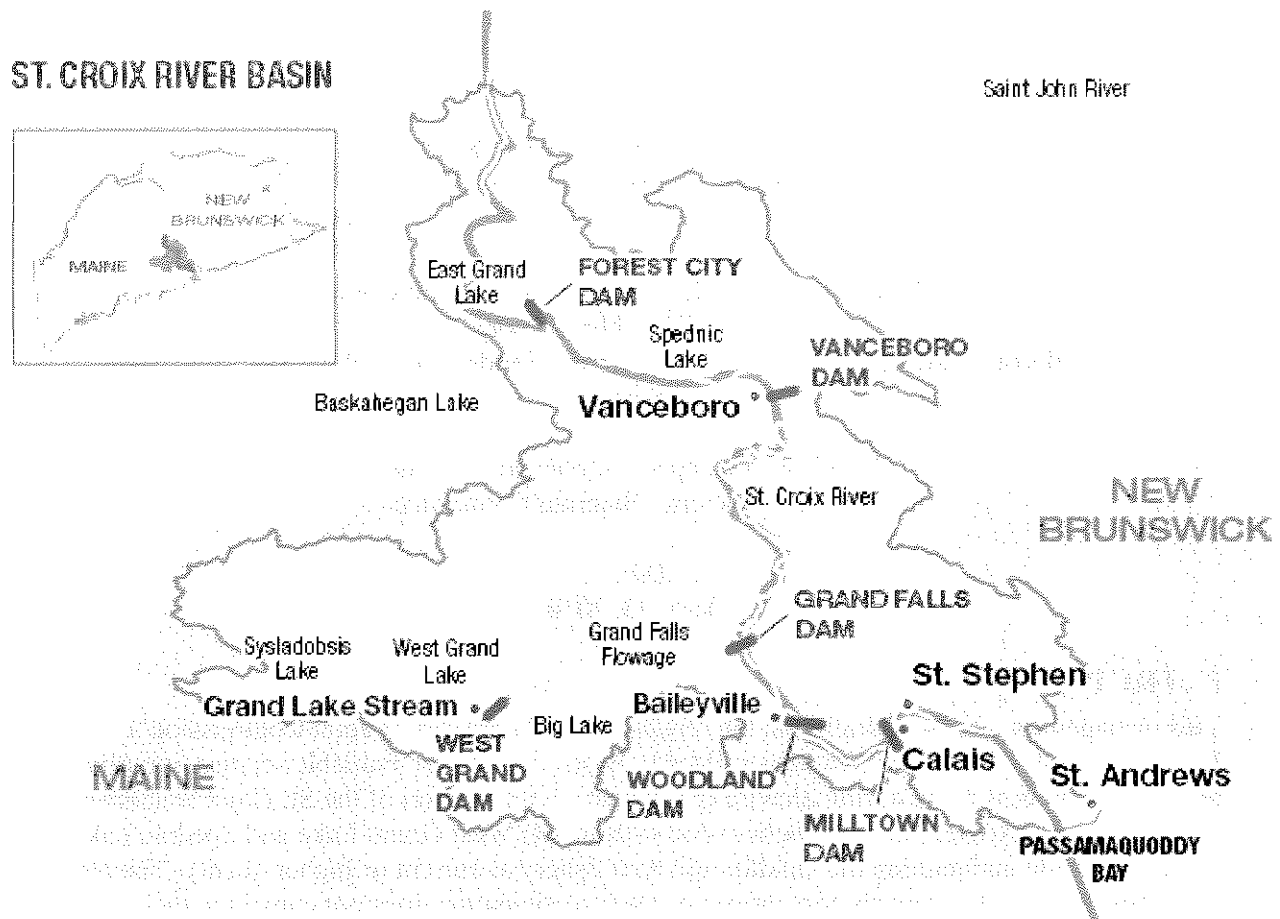 ST. CROIX RIVER BASIN
Saint John River
NEW
BRUNSWICK
MAINE
East Grand
Lake
FOREST CITY
DAM
Spednic
Lake
VANCEBORO
DAM
Baskahegan Lake
Vanceboro
St. Croix River
NEW
BRUNSWICK
GRAND FALLS
DAM
Grand Falls
Flowage
Sysladobsis
Lake
West Grand
Lake
St. Stephen
Grand Lake Stream
Big Lake
Baileyville
WEST
GRAND
DAM
MAINE
WOODLAND
DAM
Calais
St. Andrews
MILLTOWN
DAM
PASSAMAQUODDY
BAY